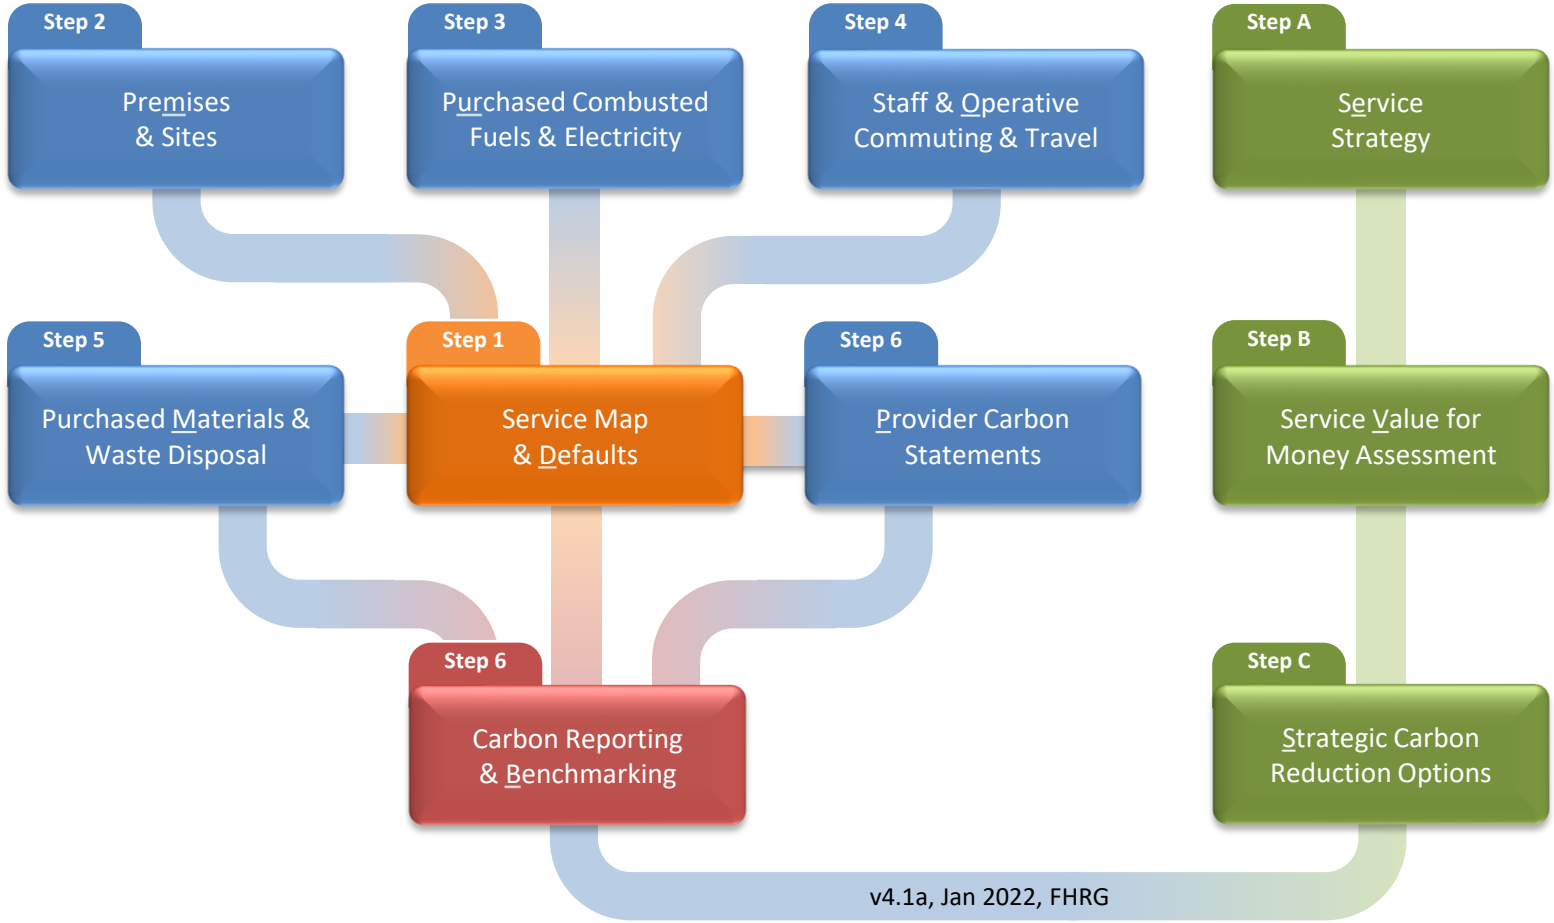 Step 2
Premises
& Sites
Step 3
Purchased Combusted
Fuels & Electricity
Step 4
Staff & Operative
Commuting & Travel
Step A
Service
Strategy
Step 5
Purchased Materials &
Waste Disposal
Step 1
Service Map
& Defaults
Step 6
Provider Carbon
Statements
Step B
Service Value for
Money Assessment
Step 6
Carbon Reporting
& Benchmarking
Step C
Strategic Carbon
Reduction Options
v4.1a, Jan 2022, FHRG